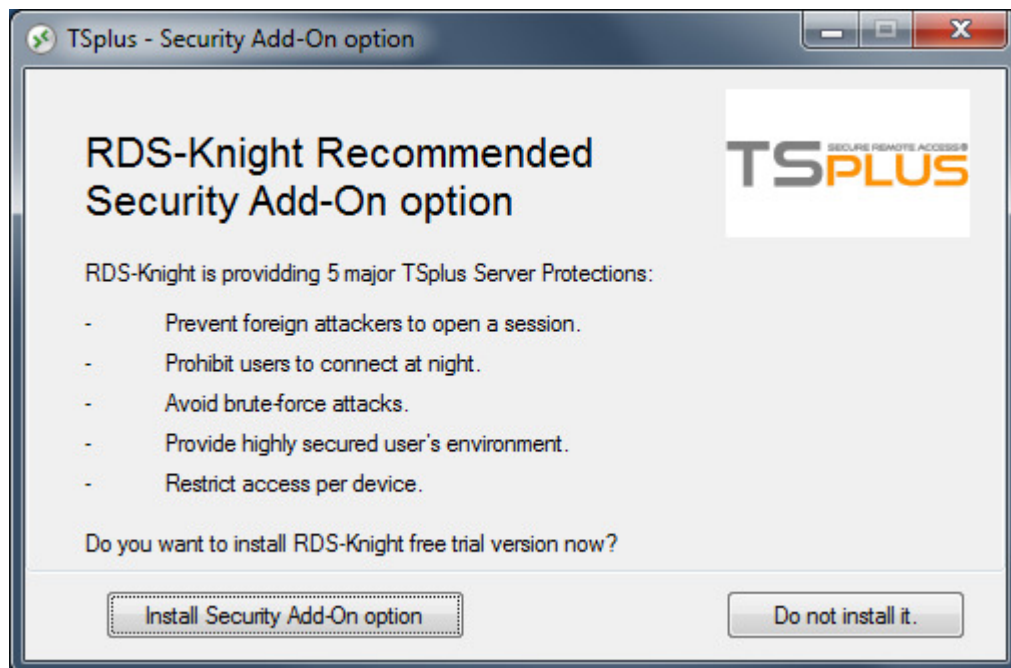 TSplus - Security Add-On option
RDS-Knight Recommended
Security Add-On option
TSPLUS
SECURE REMOTE ACCESS®
RDS-Knight is providding 5 major TSplus Server Protections:
- Prevent foreign attackers to open a session.
- Prohibit users to connect at night.
- Avoid brute-force attacks.
- Provide highly secured user's environment.
- Restrict access per device.
Do you want to install RDS-Knight free trial version now?
Install Security Add-On option
Do not install it.